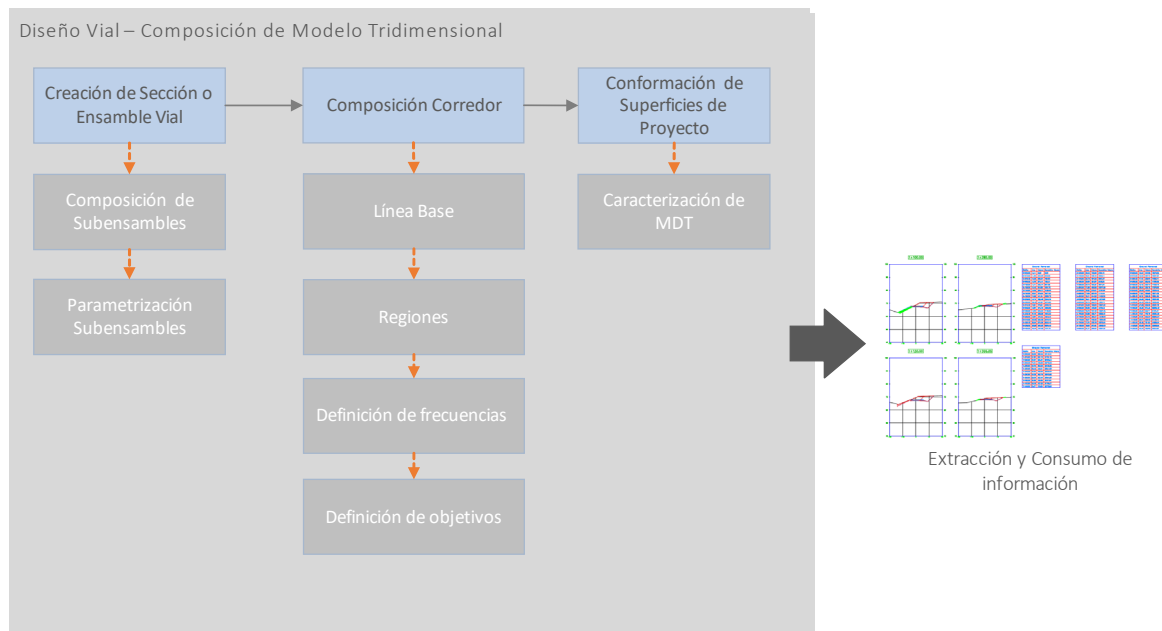 Diseño Vial – Composición de Modelo Tridimensional
Creación de Sección o
Ensamble Vial
Composición de
Subensambles
Parametrización
Subensambles
Composición Corredor
Línea Base
Regiones
Definición de frecuencias
Definición de objetivos
Conformación de
Superficies de
Proyecto
Caracterización de
MDT
Extracción y Consumo de
información